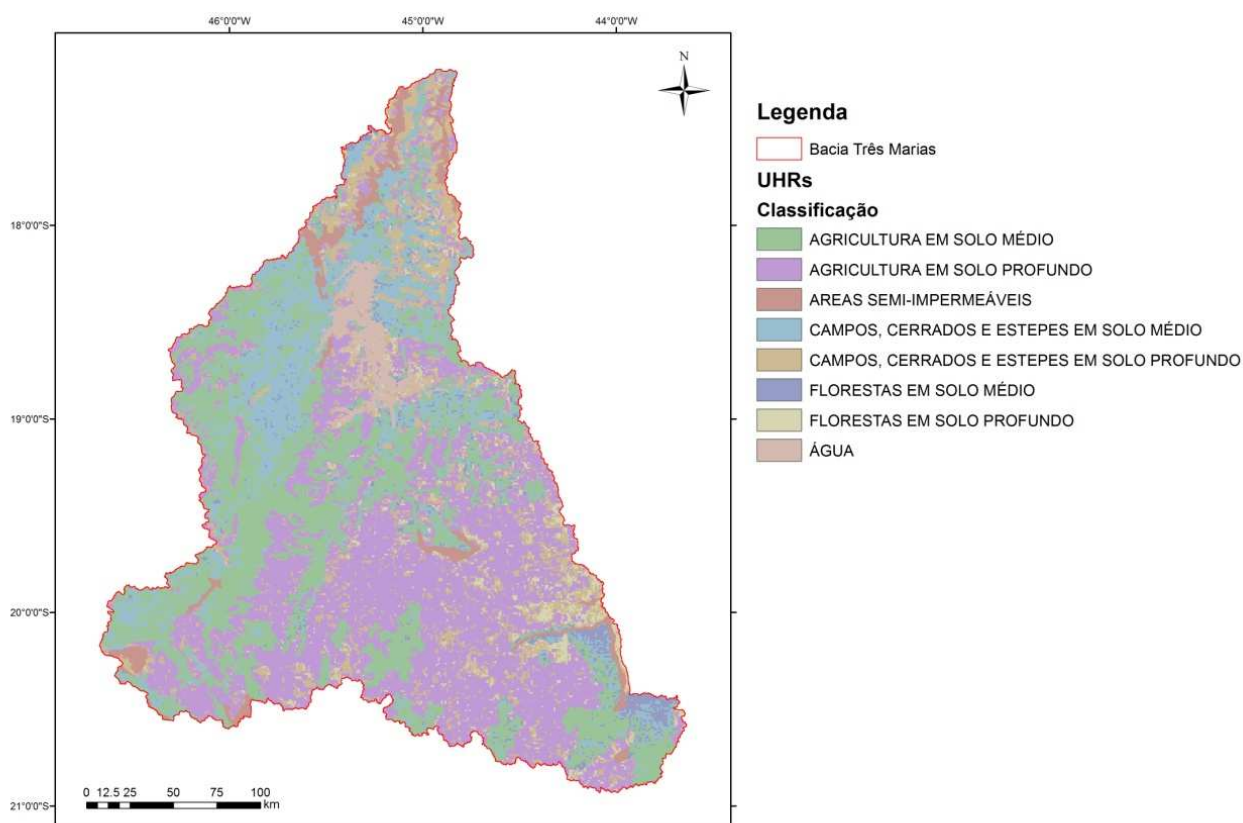 46°0'0"W 45°0'0"W 44°0'0"W
N
18°0'0"S
19°0'0"S
20°0'0"S
21°0'0"S
0 12.5 25 50 75 100
km
Legenda
Bacia Três Marias
UHRs
Classificação
AGRICULTURA EM SOLO MÉDIO
AGRICULTURA EM SOLO PROFUNDO
AREAS SEMI-IMPERMEÁVEIS
CAMPOS, CERRADOS E ESTEPES EM SOLO MÉDIO
CAMPOS, CERRADOS E ESTEPES EM SOLO PROFUNDO
FLORESTAS EM SOLO MÉDIO
FLORESTAS EM SOLO PROFUNDO
ÁGUA